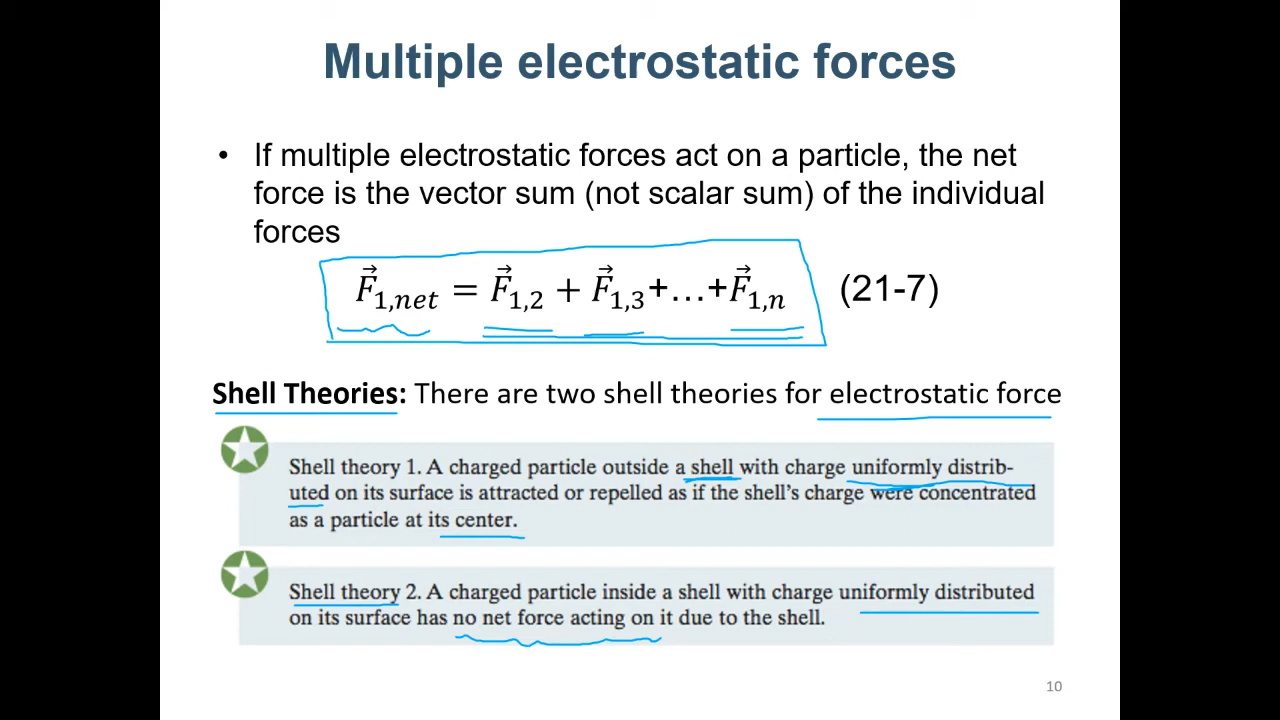 Multiple electrostatic forces
• If multiple electrostatic forces act on a particle, the net
force is the vector sum (not scalar sum) of the individual
forces
F⃗1,net = F⃗1,2 + F⃗1,3+…+F⃗1,n (21-7)
Shell Theories: There are two shell theories for electrostatic force
Shell theory 1. A charged particle outside a shell with charge uniformly distrib-
uted on its surface is attracted or repelled as if the shell's charge were concentrated
as a particle at its center.
Shell theory 2. A charged particle inside a shell with charge uniformly distributed
on its surface has no net force acting on it due to the shell.
10